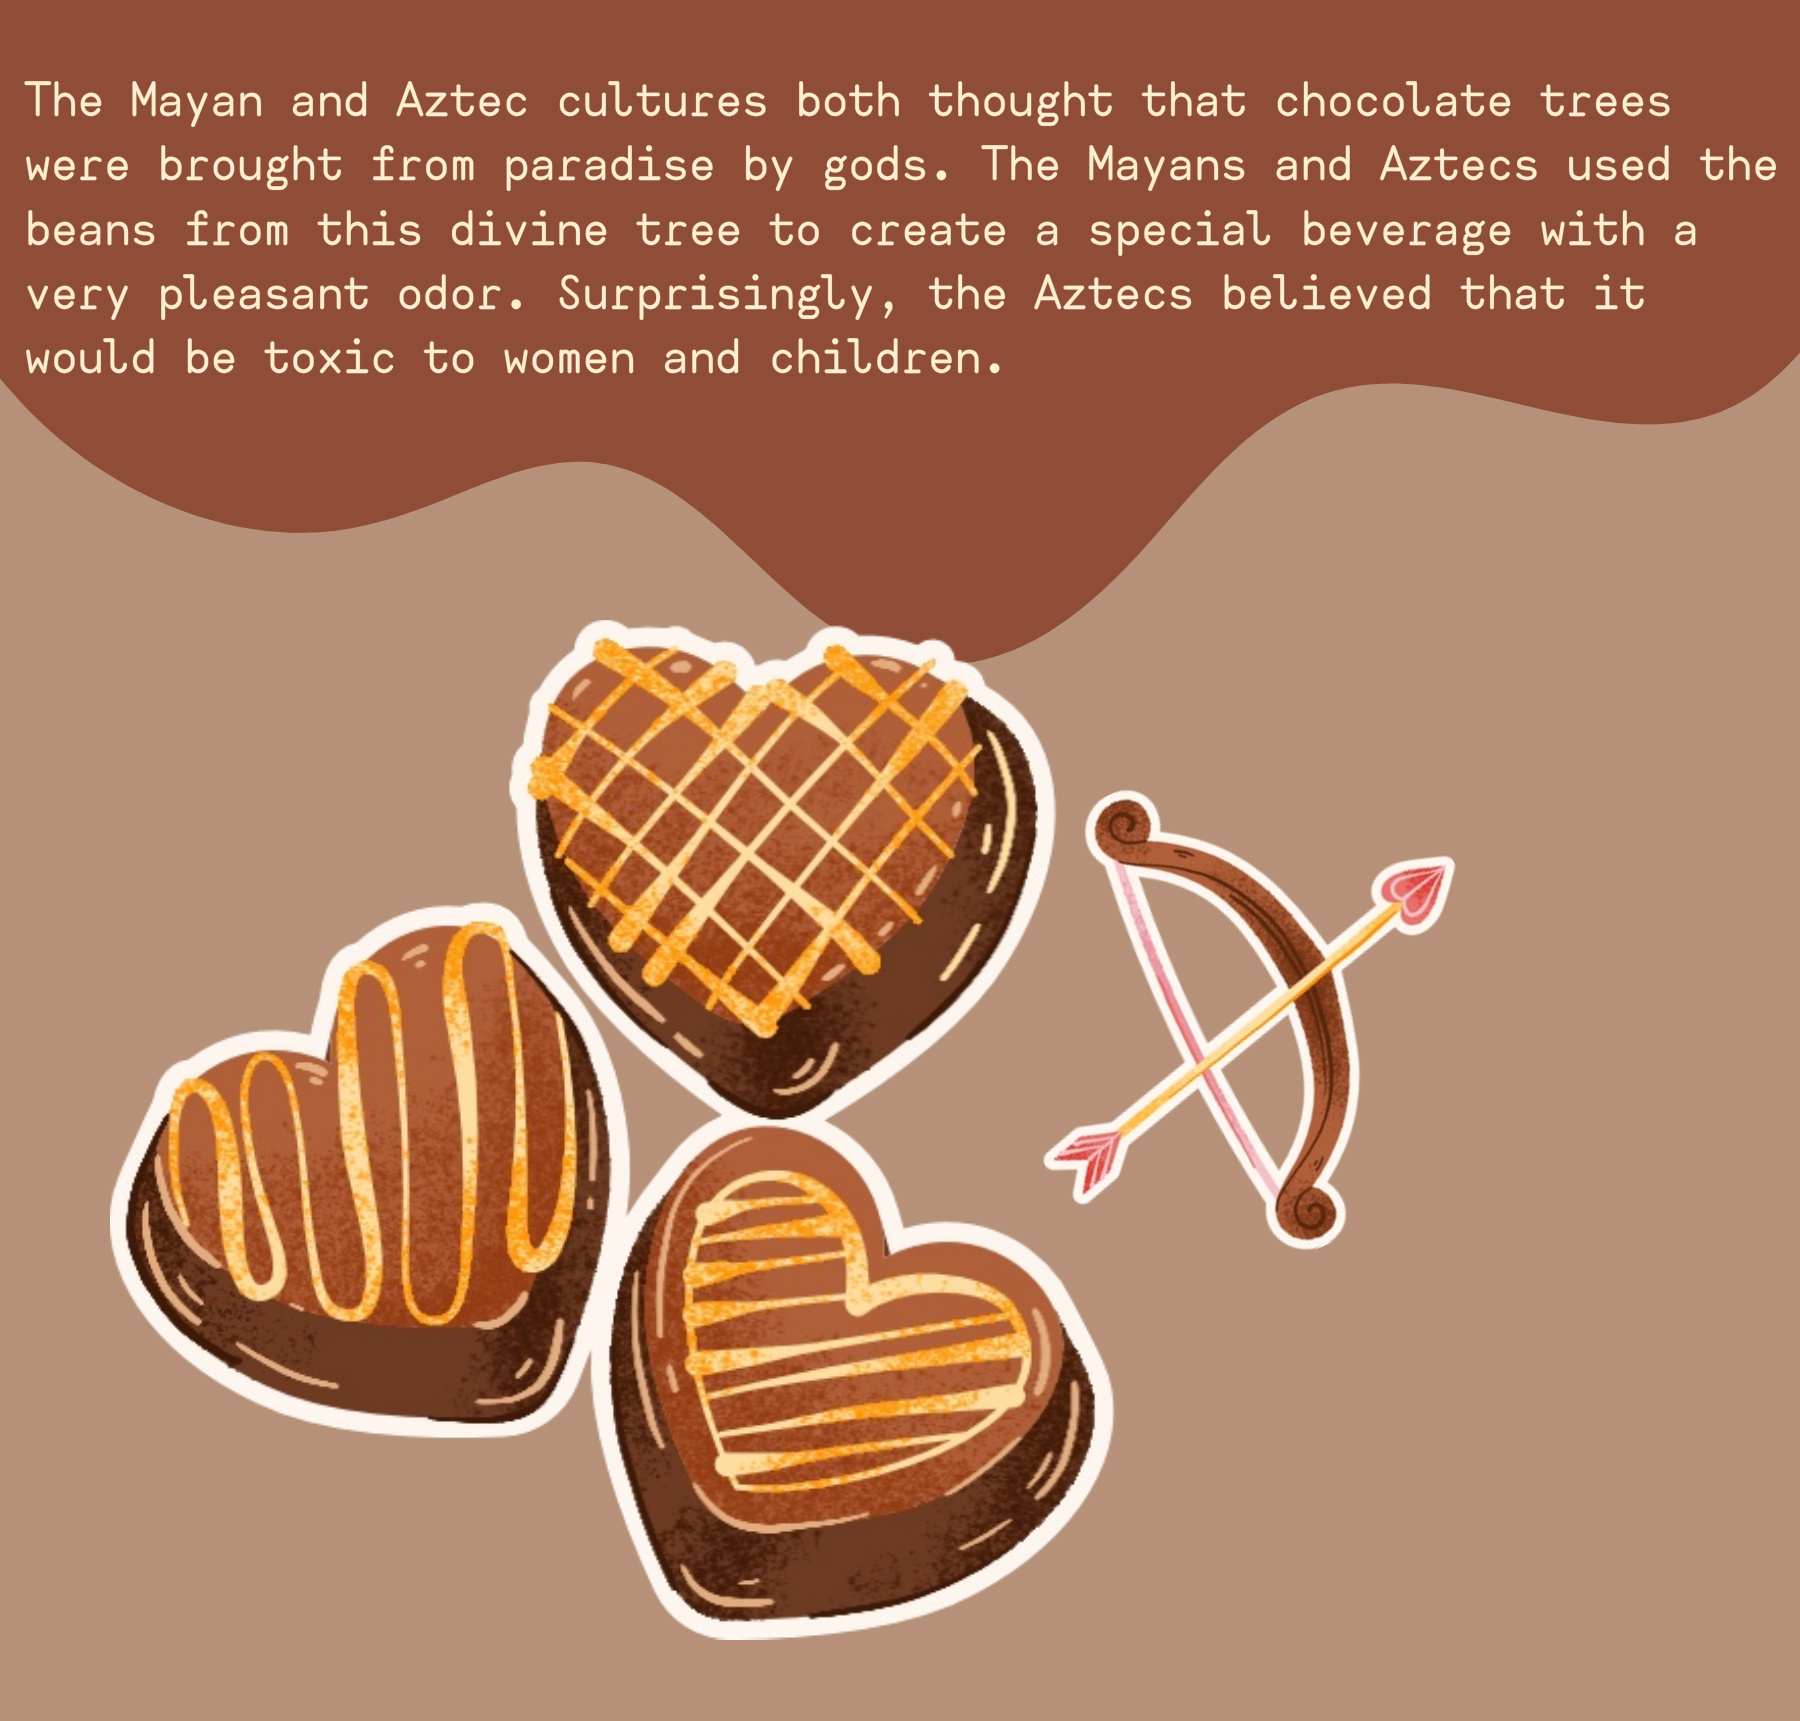 The Mayan and Aztec cultures both thought that chocolate trees
were brought from paradise by gods. The Mayans and Aztecs used the
beans from this divine tree to create a special beverage with a
very pleasant odor. Surprisingly, the Aztecs believed that it
would be toxic to women and children.